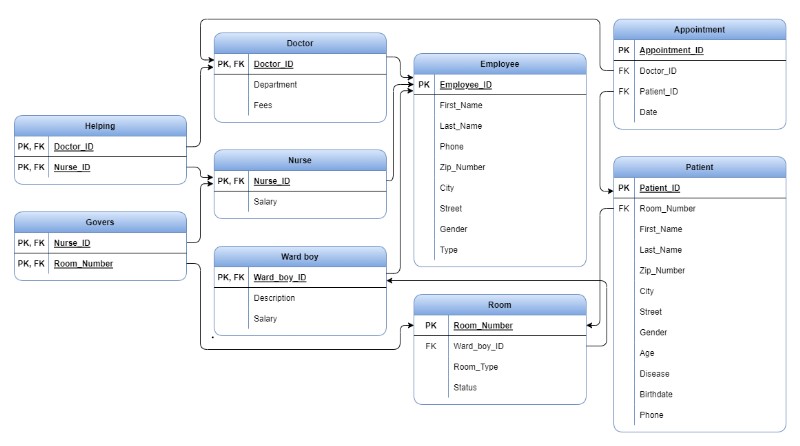 Doctor
PK, FK Doctor_ID
Department
Fees
Employee
PK Employee_ID
First_Name
Last_Name
Phone
Zip_Number
City
Street
Gender
Type
Appointment
PK Appointment_ID
FK Doctor_ID
FK Patient_ID
Date
Helping
PK, FK Doctor_ID
PK, FK Nurse_ID
Nurse
PK, FK Nurse_ID
Salary
Patient
PK Patient_ID
FK Room_Number
First_Name
Last_Name
Zip_Number
City
Street
Gender
Age
Disease
Birthdate
Phone
Govers
PK, FK Nurse_ID
PK, FK Room_Number
Ward boy
PK, FK Ward_boy_ID
Description
Salary
Room
PK Room_Number
FK Ward_boy_ID
Room_Type
Status